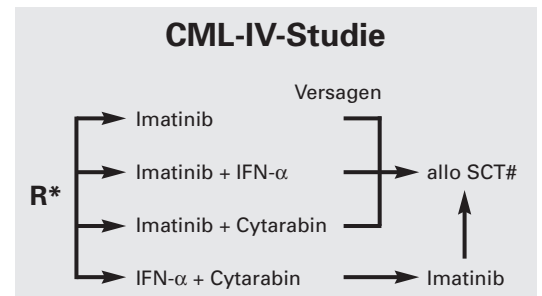 CML-IV-Studie
Versagen
Imatinib
Imatinib + IFN-α
allo SCT#
R*
Imatinib + Cytarabin
IFN-α + Cytarabin
Imatinib